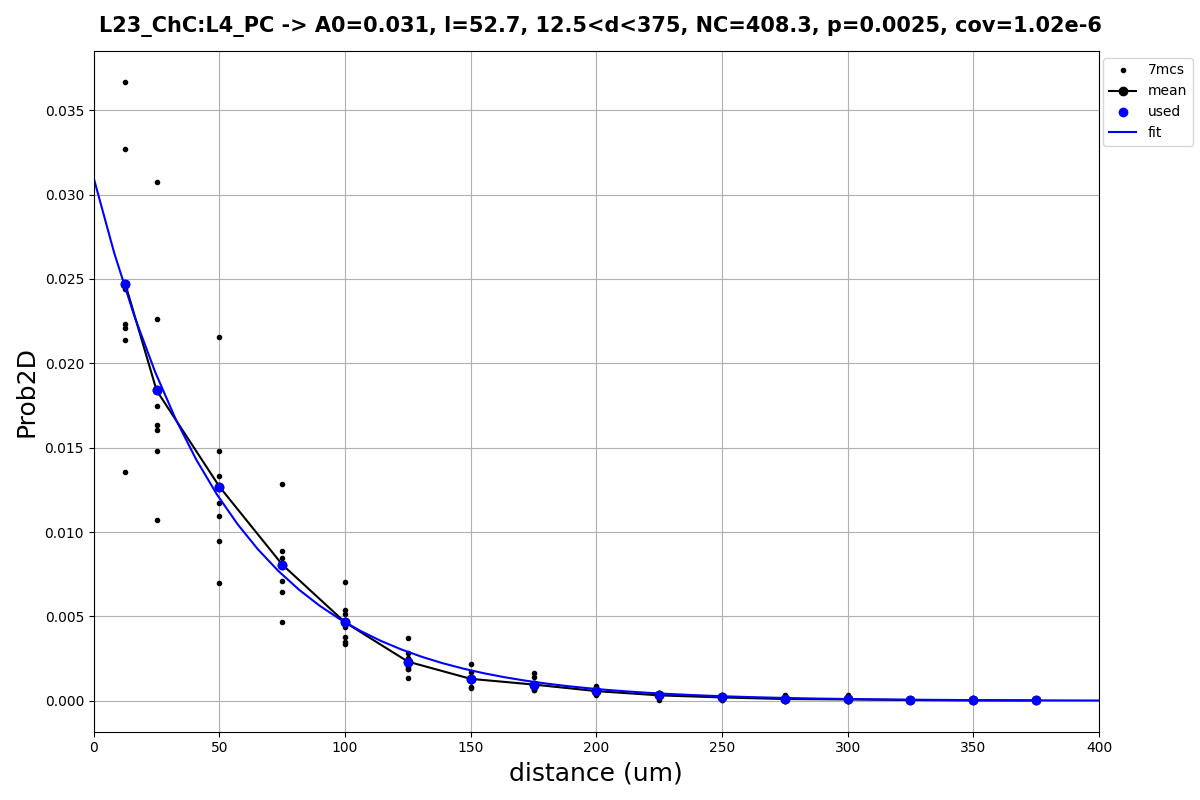 L23_ChC:L4_PC -> A0=0.031, l=52.7, 12.5<d<375, NC=408.3, p=0.0025, cov=1.02e-6
7mcs
mean
used
fit
0.035
0.030
0.025
0.020
0.015
0.010
0.005
0.000
Prob2D
0 50 100 150 200 250 300 350 400
distance (um)